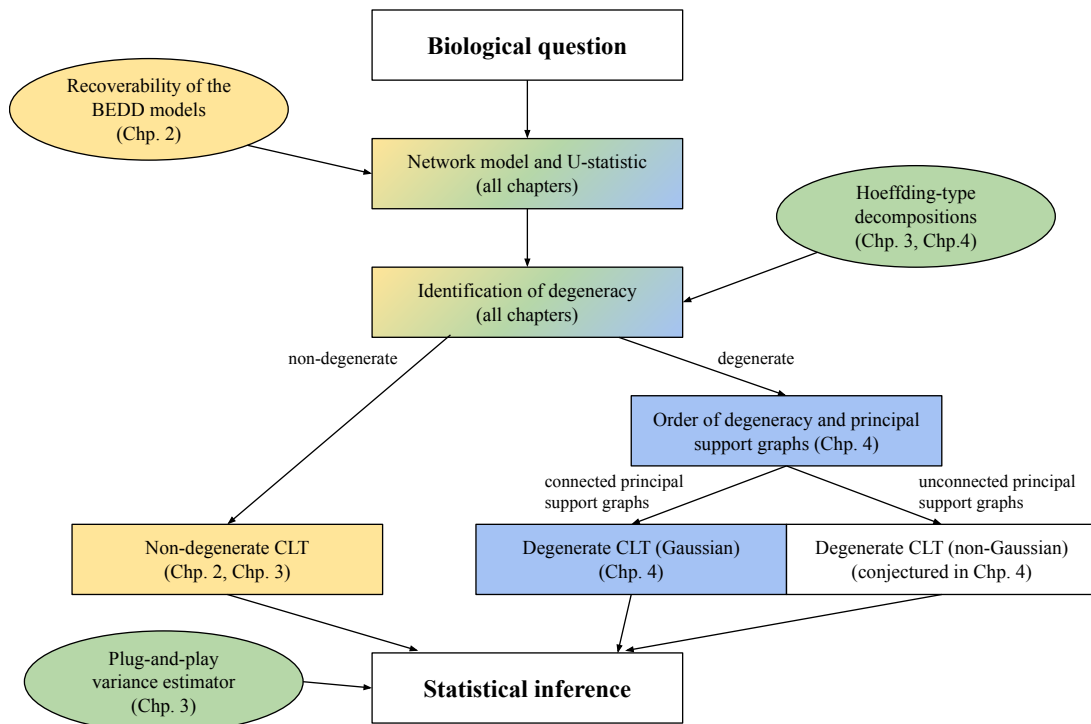 Biological question
Recoverability of the
BEDD models
(Chp. 2)
Network model and U-statistic
(all chapters)
Hoeffding-type
decompositions
(Chp. 3, Chp.4)
Identification of degeneracy
(all chapters)
non-degenerate
degenerate
Order of degeneracy and principal
support graphs (Chp. 4)
connected principal
support graphs
unconnected principal
support graphs
Non-degenerate CLT
(Chp. 2, Chp. 3)
Degenerate CLT (Gaussian)
(Chp. 4)
Degenerate CLT (non-Gaussian)
(conjectured in Chp. 4)
Plug-and-play
variance estimator
(Chp. 3)
Statistical inference